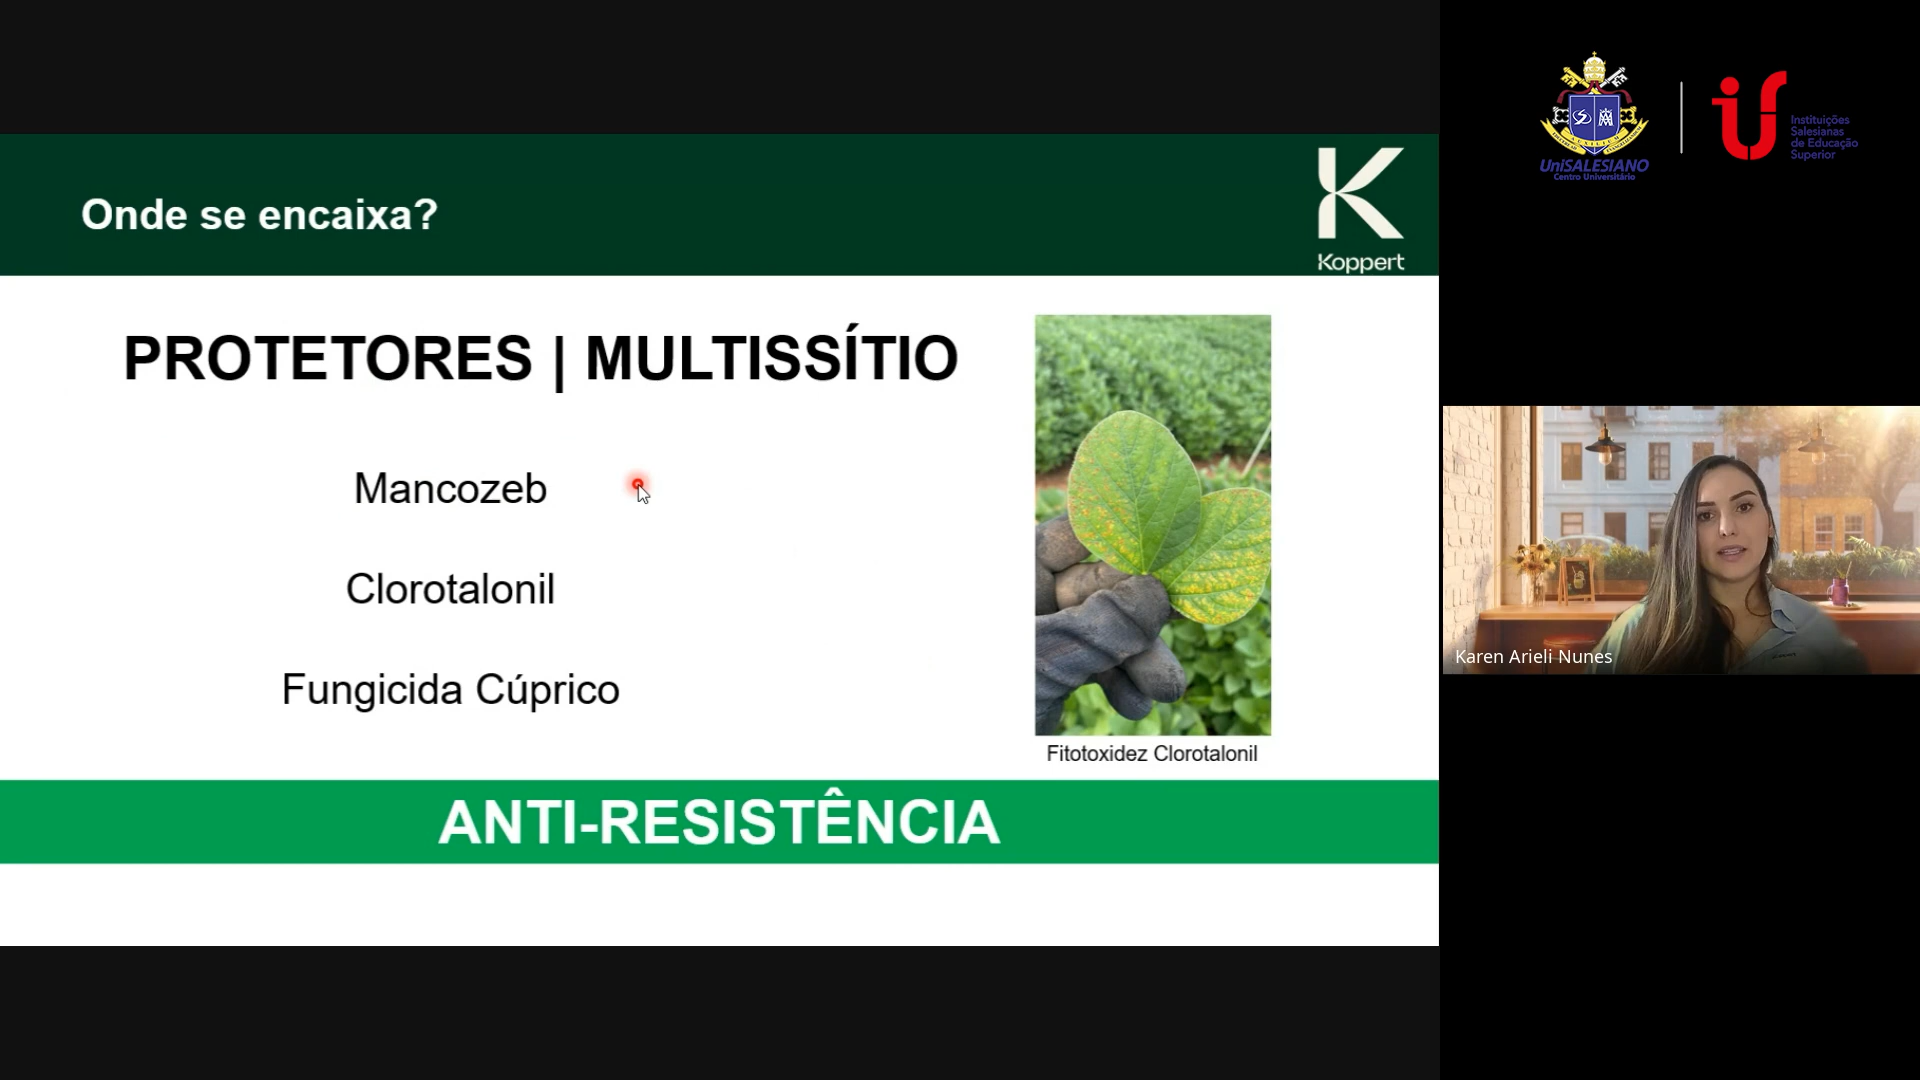 Onde se encaixa?
Koppert
PROTETORES | MULTISSÍTIO
Mancozeb
Clorotalonil
Fungicida Cúprico
Fitotoxidez Clorotalonil
ANTI-RESISTÊNCIA
UniSALESIANO
Centro Universitário
Instituições
Salesianas
de Educação
Superior
Karen Arieli Nunes